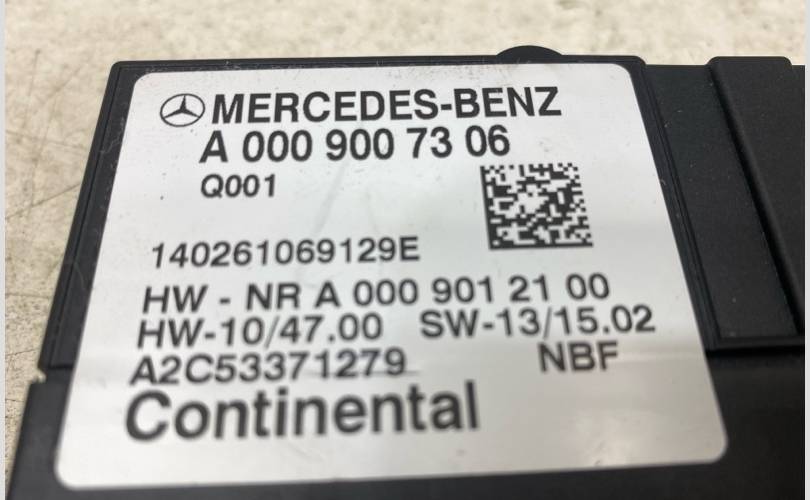 MERCEDES-BENZ
A 000 900 73 06
Q001
140261069129E
HW - NR A 000 901 21 00
HW-10/47.00 SW-13/15.02
A2C53371279 NBF
Continental